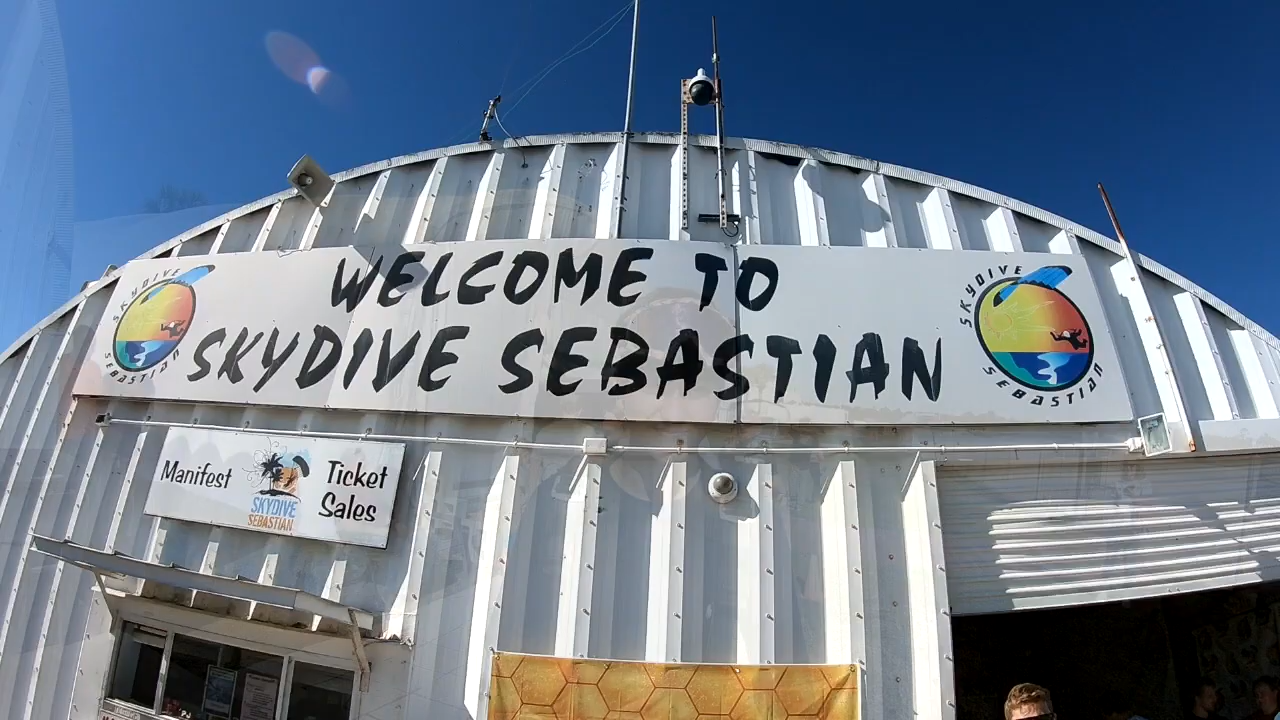 WELCOME TO
SKYDIVE SEBASTIAN
SKYDIVE
SEBASTIAN
SKYDIVE
SEBASTIAN
Manifest
SKYDIVE
SEBASTIAN
Ticket
Sales